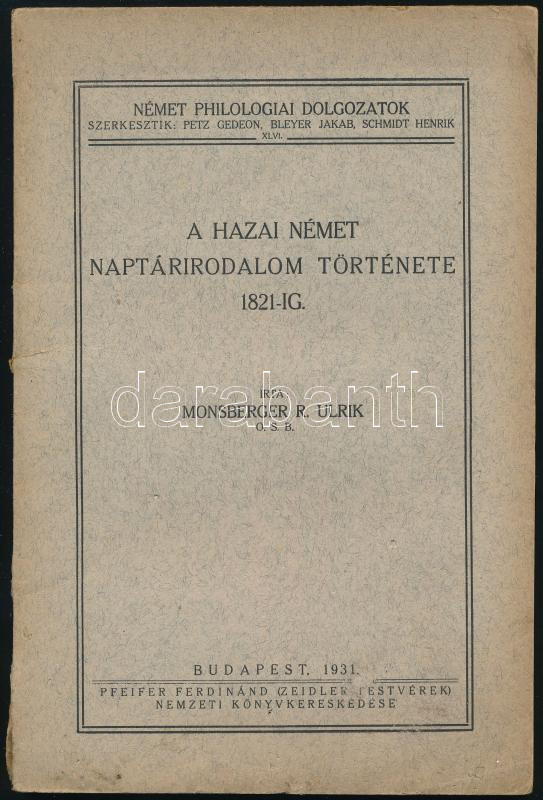 NÉMET PHILOLOGIAI DOLGOZATOK
SZERKESZTIK: PETZ GEDEON, BLEYER JAKAB, SCHMIDT HENRIK
XLVI.
A HAZAI NÉMET
NAPTÁRIRODALOM TÖRTÉNETE
1821-IG.
IRTA
MONSBERGER R. ULRIK
O. S. B.
darabanth
BUDAPEST, 1931.
PFEIFER FERDINÁND (ZEIDLER TESTVÉREK)
NEMZETI KÖNYVKERESKEDÉSE